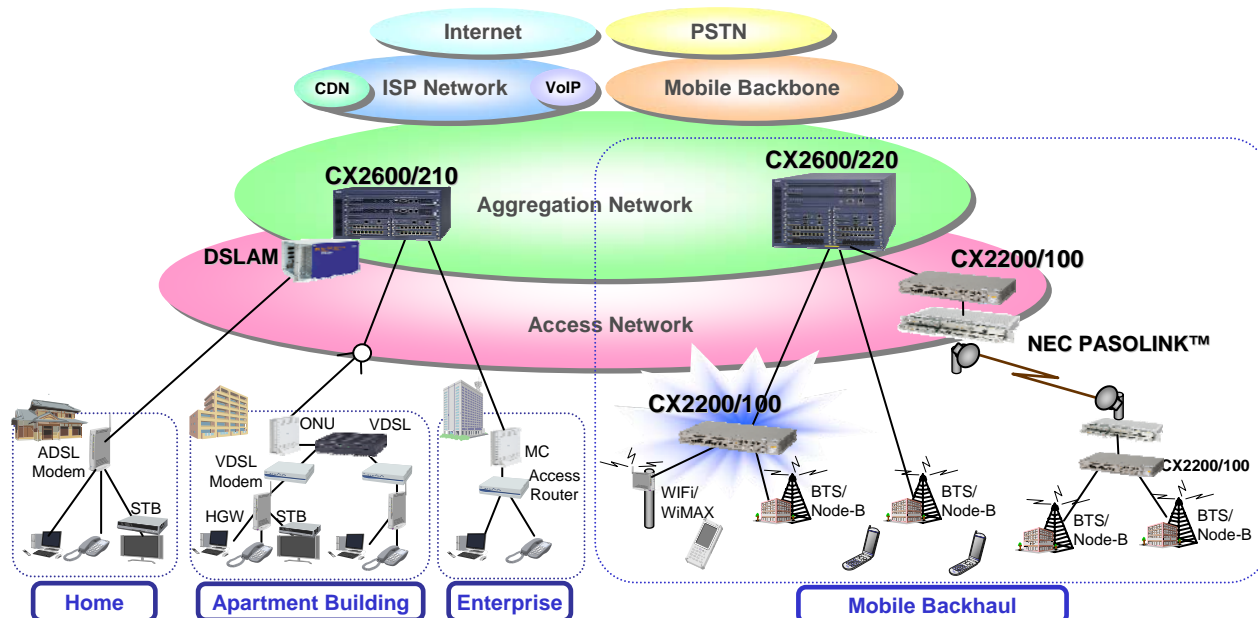 Internet
PSTN
CDN
ISP Network
VoIP
Mobile Backbone
CX2600/210
CX2600/220
Aggregation Network
DSLAM
CX2200/100
Access Network
NEC PASOLINK™
CX2200/100
ONU
VDSL
ADSL
Modem
VDSL
Modem
MC
Access
Router
CX2200/100
STB
HGW
STB
WIFi/
WiMAX
BTS/
Node-B
BTS/
Node-B
BTS/
Node-B
BTS/
Node-B
Home
Apartment Building
Enterprise
Mobile Backhaul